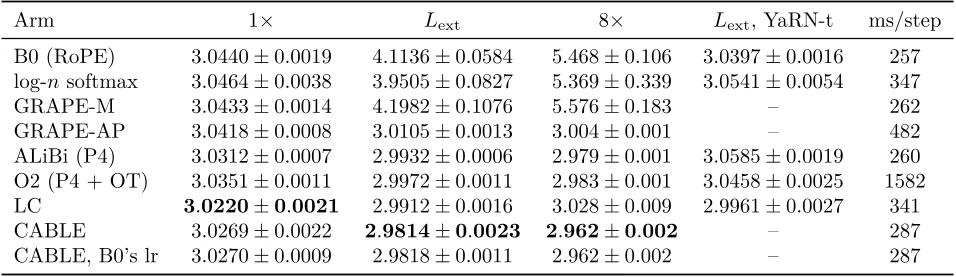 Arm 1× L_ext 8× L_ext, YaRN-t ms/step
B0 (RoPE) 3.0440 ± 0.0019 4.1136 ± 0.0584 5.468 ± 0.106 3.0397 ± 0.0016 257
log-n softmax 3.0464 ± 0.0038 3.9505 ± 0.0827 5.369 ± 0.339 3.0541 ± 0.0054 347
GRAPE-M 3.0433 ± 0.0014 4.1982 ± 0.1076 5.576 ± 0.183 – 262
GRAPE-AP 3.0418 ± 0.0008 3.0105 ± 0.0013 3.004 ± 0.001 – 482
ALiBi (P4) 3.0312 ± 0.0007 2.9932 ± 0.0006 2.979 ± 0.001 3.0585 ± 0.0019 260
O2 (P4 + OT) 3.0351 ± 0.0011 2.9972 ± 0.0011 2.983 ± 0.001 3.0458 ± 0.0025 1582
LC 3.0220 ± 0.0021 2.9912 ± 0.0016 3.028 ± 0.009 2.9961 ± 0.0027 341
CABLE 3.0269 ± 0.0022 2.9814 ± 0.0023 2.962 ± 0.002 – 287
CABLE, B0's lr 3.0270 ± 0.0009 2.9818 ± 0.0011 2.962 ± 0.002 – 287